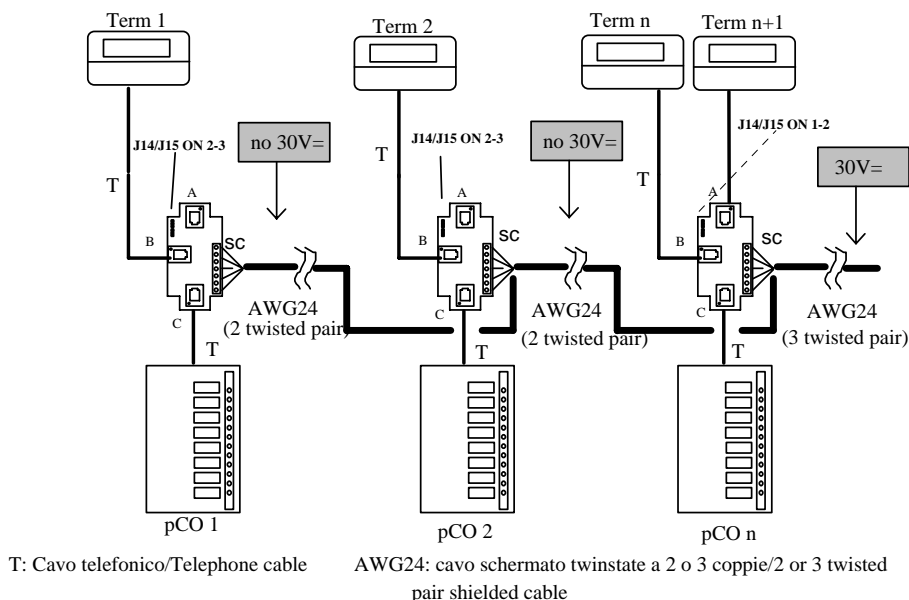 Term 1
Term 2
Term n
Term n+1
J14/J15 ON 2-3
no 30V=
J14/J15 ON 2-3
no 30V=
J14/J15 ON 1-2
30V=
T
T
T
A
A
A
B
B
B
SC
SC
SC
C
C
C
AWG24
(2 twisted pair)
AWG24
(2 twisted pair)
AWG24
(3 twisted pair)
T
T
T
pCO 1
pCO 2
pCO n
T: Cavo telefonico/Telephone cable
AWG24: cavo schermato twinstate a 2 o 3 coppie/2 or 3 twisted
pair shielded cable